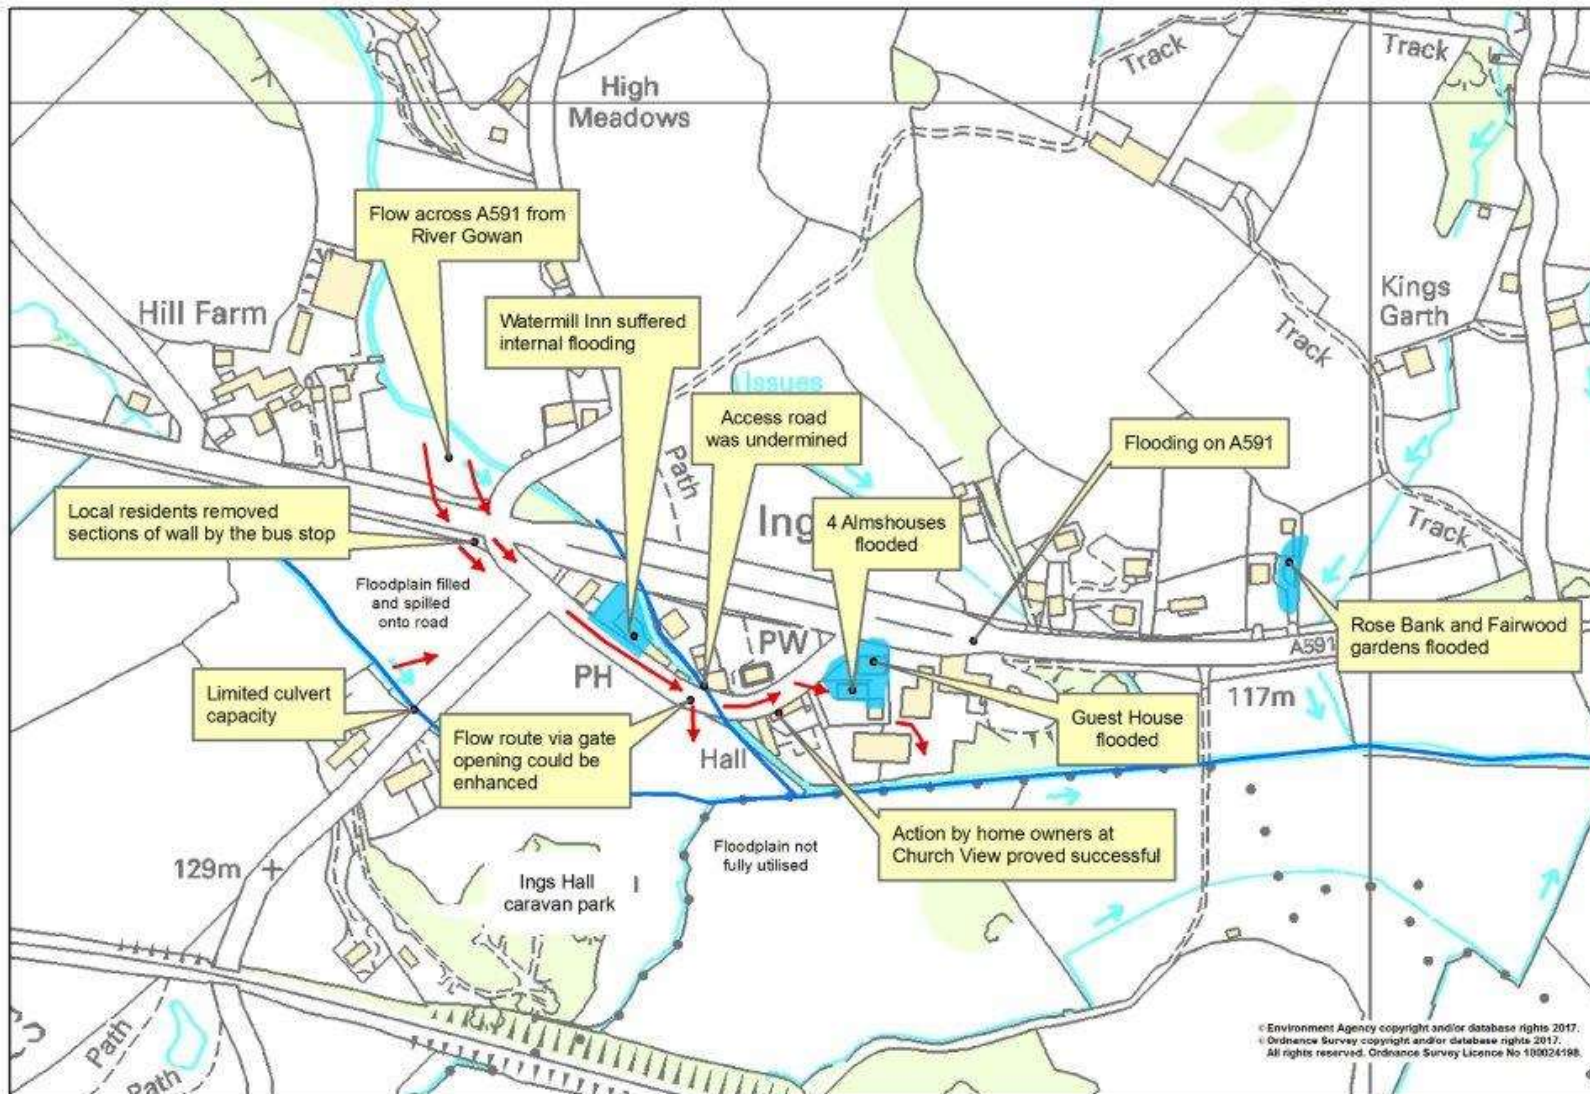 Track
Track
High
Meadows
Flow across A591 from
River Gowan
Hill Farm
Kings
Garth
Watermill Inn suffered
internal flooding
Track
Issues
Access road
was undermined
Path
Flooding on A591
Local residents removed
sections of wall by the bus stop
Ing
4 Almshouses
flooded
Track
Floodplain filled
and spilled
onto road
PW
A591
Rose Bank and Fairwood
gardens flooded
PH
Limited culvert
capacity
117m
Guest House
flooded
Flow route via gate
opening could be
enhanced
Hall
Action by home owners at
Church View proved successful
Floodplain not
fully utilised
129m
Ings Hall
caravan park
Path
Path
© Environment Agency copyright and/or database rights 2017.
© Ordnance Survey copyright and/or database rights 2017.
All rights reserved. Ordnance Survey Licence No 100024198.